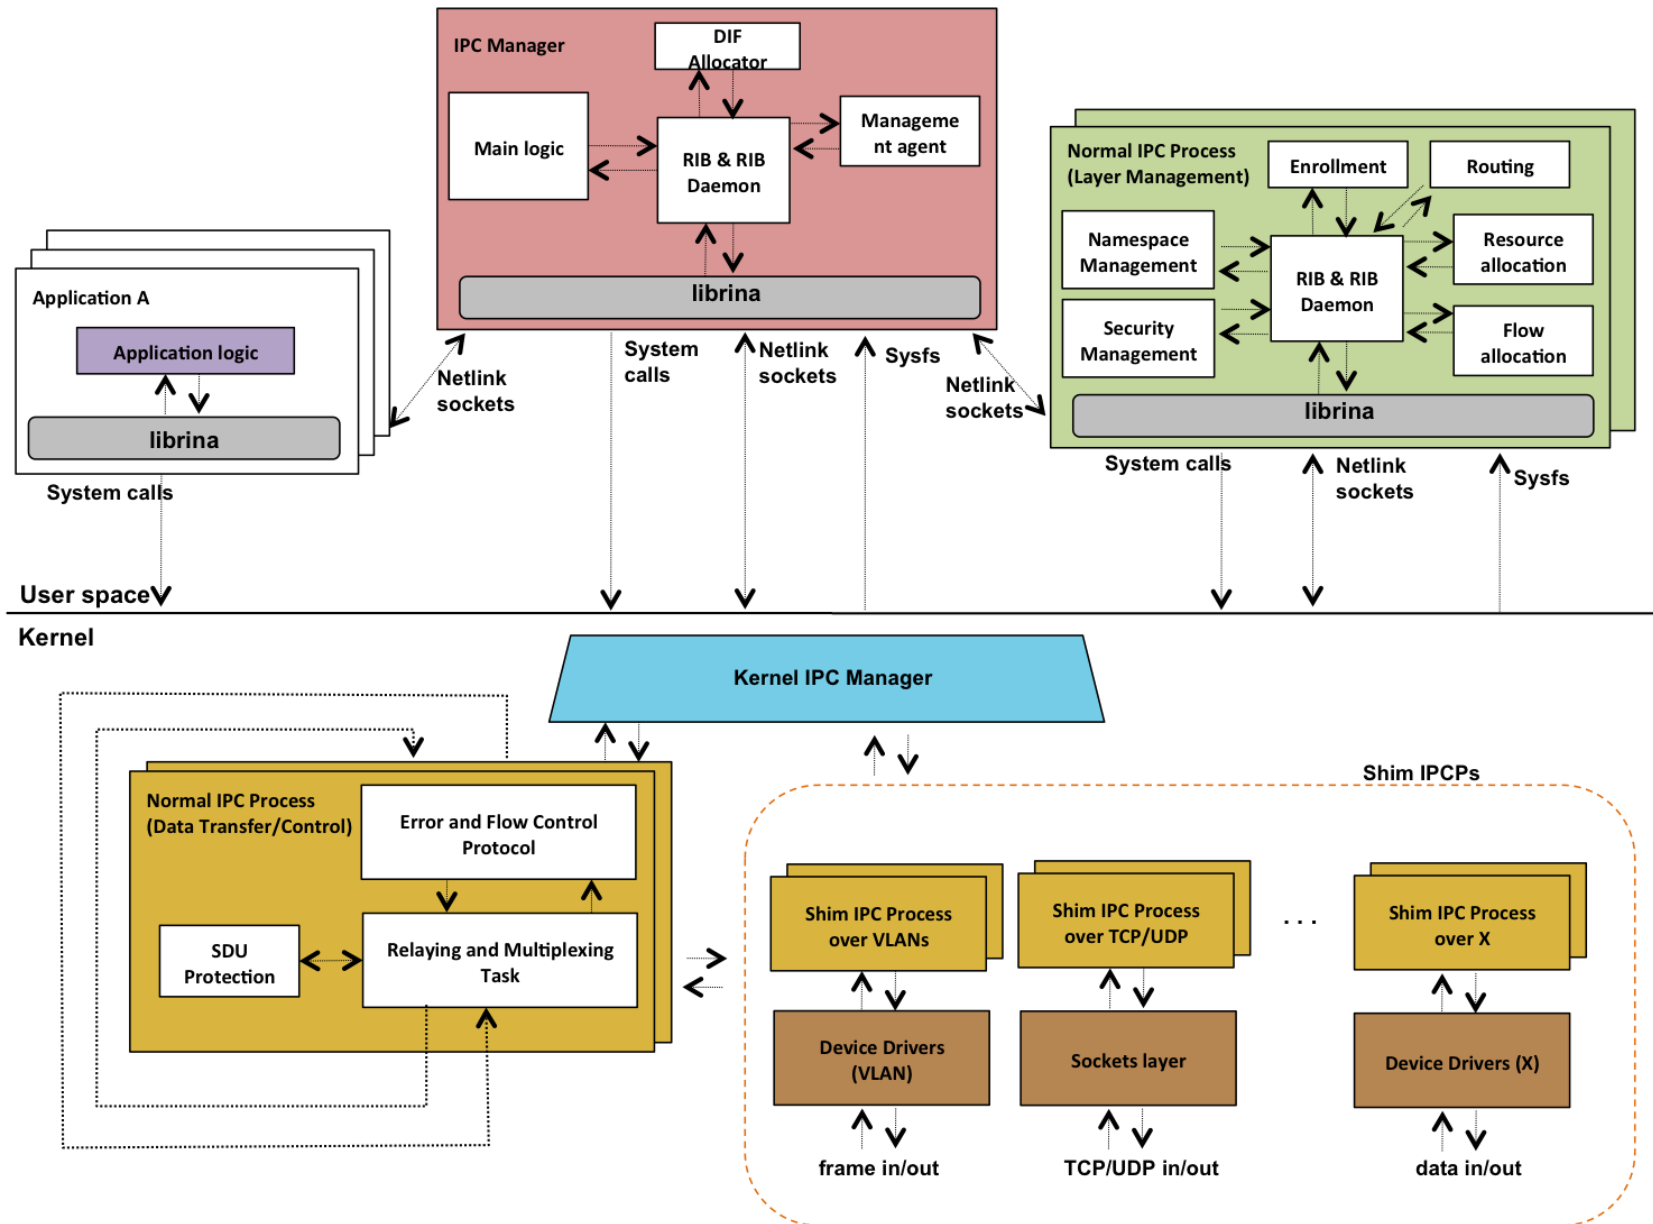 IPC Manager
DIF
Allocator
Main logic
RIB & RIB
Daemon
Manageme
nt agent
librina
Normal IPC Process
(Layer Management)
Enrollment
Routing
Namespace
Management
RIB & RIB
Daemon
Resource
allocation
Security
Management
Flow
allocation
librina
Application A
Application logic
librina
Netlink
sockets
System
calls
Netlink
sockets
Sysfs
Netlink
sockets
System calls
System calls
Netlink
sockets
Sysfs
User space
Kernel
Kernel IPC Manager
Normal IPC Process
(Data Transfer/Control)
Error and Flow Control
Protocol
SDU
Protection
Relaying and Multiplexing
Task
Shim IPCPs
Shim IPC Process
over VLANs
Shim IPC Process
over TCP/UDP
. . .
Shim IPC Process
over X
Device Drivers
(VLAN)
Sockets layer
Device Drivers (X)
frame in/out
TCP/UDP in/out
data in/out